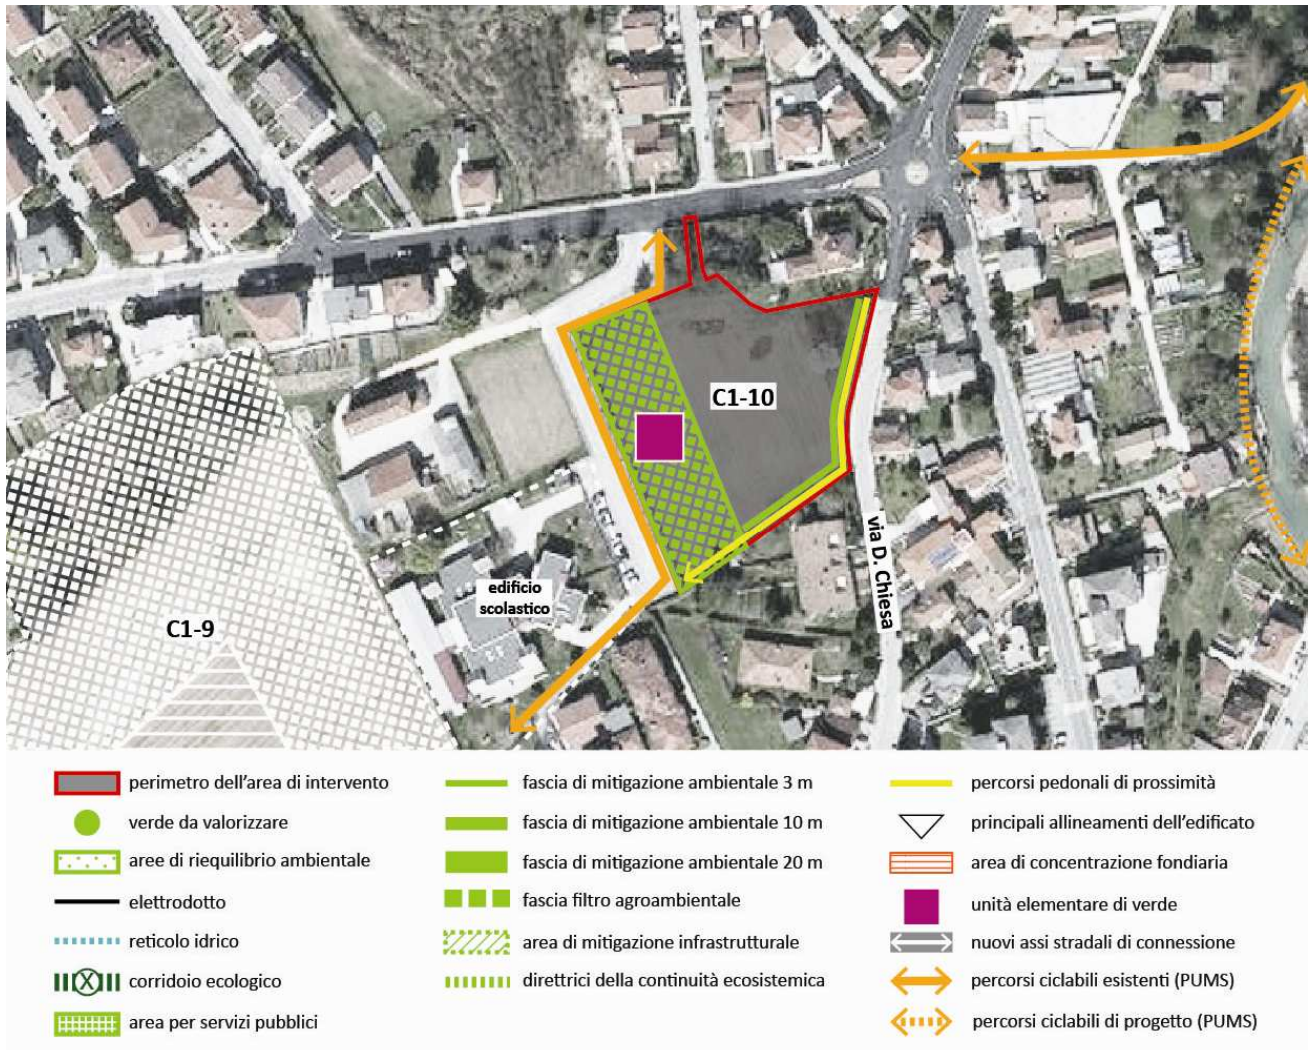 C1-10
via D. Chiesa
edificio
scolastico
C1-9
perimetro dell'area di intervento
verde da valorizzare
aree di riequilibrio ambientale
elettrodotto
reticolo idrico
corridoio ecologico
area per servizi pubblici
fascia di mitigazione ambientale 3 m
fascia di mitigazione ambientale 10 m
fascia di mitigazione ambientale 20 m
fascia filtro agroambientale
area di mitigazione infrastrutturale
direttrici della continuità ecosistemica
percorsi pedonali di prossimità
principali allineamenti dell'edificato
area di concentrazione fondiaria
unità elementare di verde
nuovi assi stradali di connessione
percorsi ciclabili esistenti (PUMS)
percorsi ciclabili di progetto (PUMS)